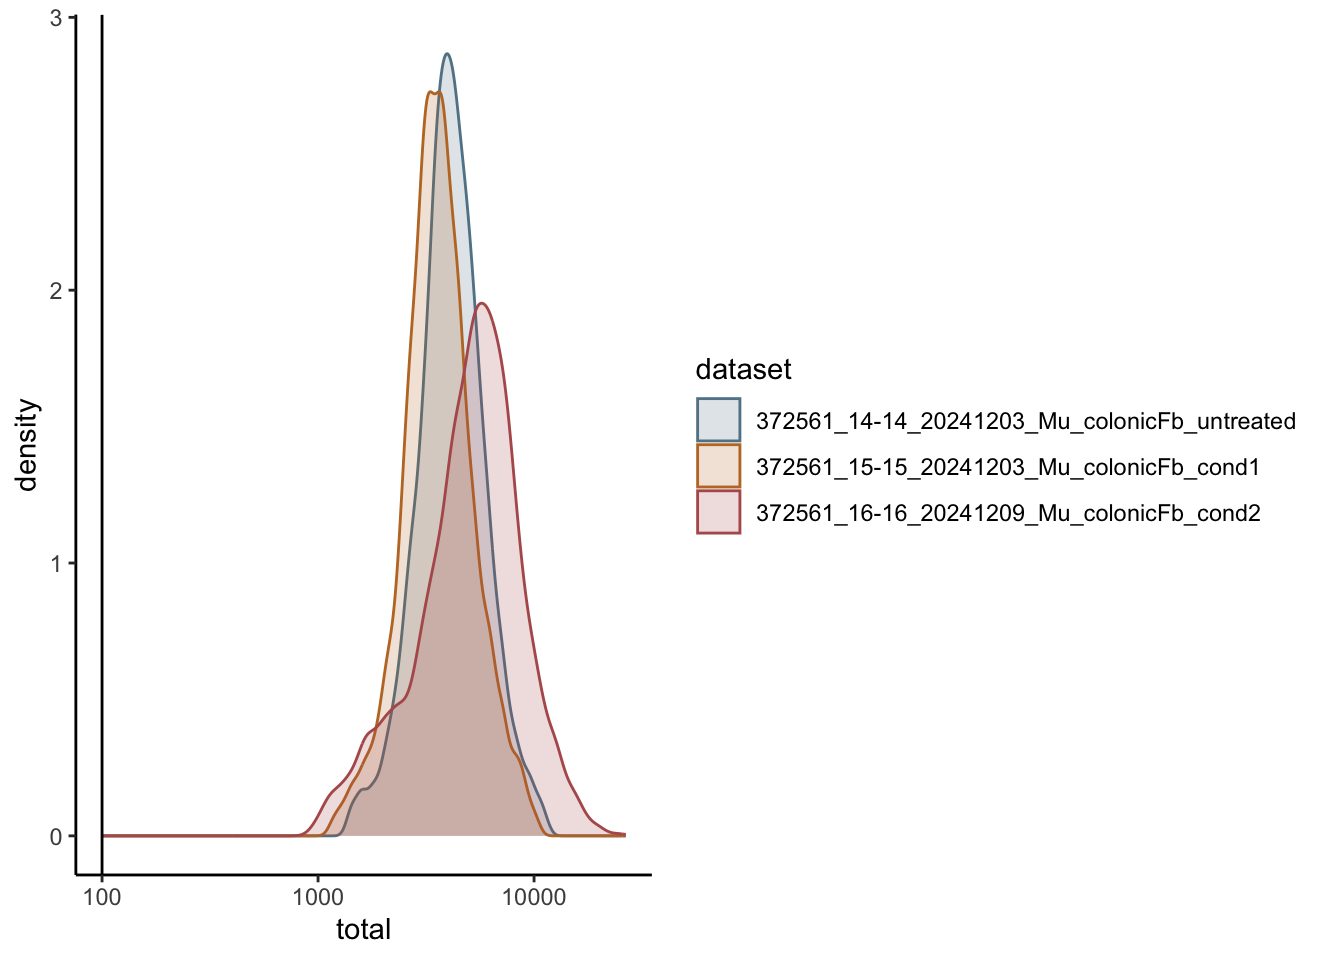 3
2
1
0
density
100
1000
10000
total
dataset
372561_14-14_20241203_Mu_colonicFb_untreated
372561_15-15_20241203_Mu_colonicFb_cond1
372561_16-16_20241209_Mu_colonicFb_cond2